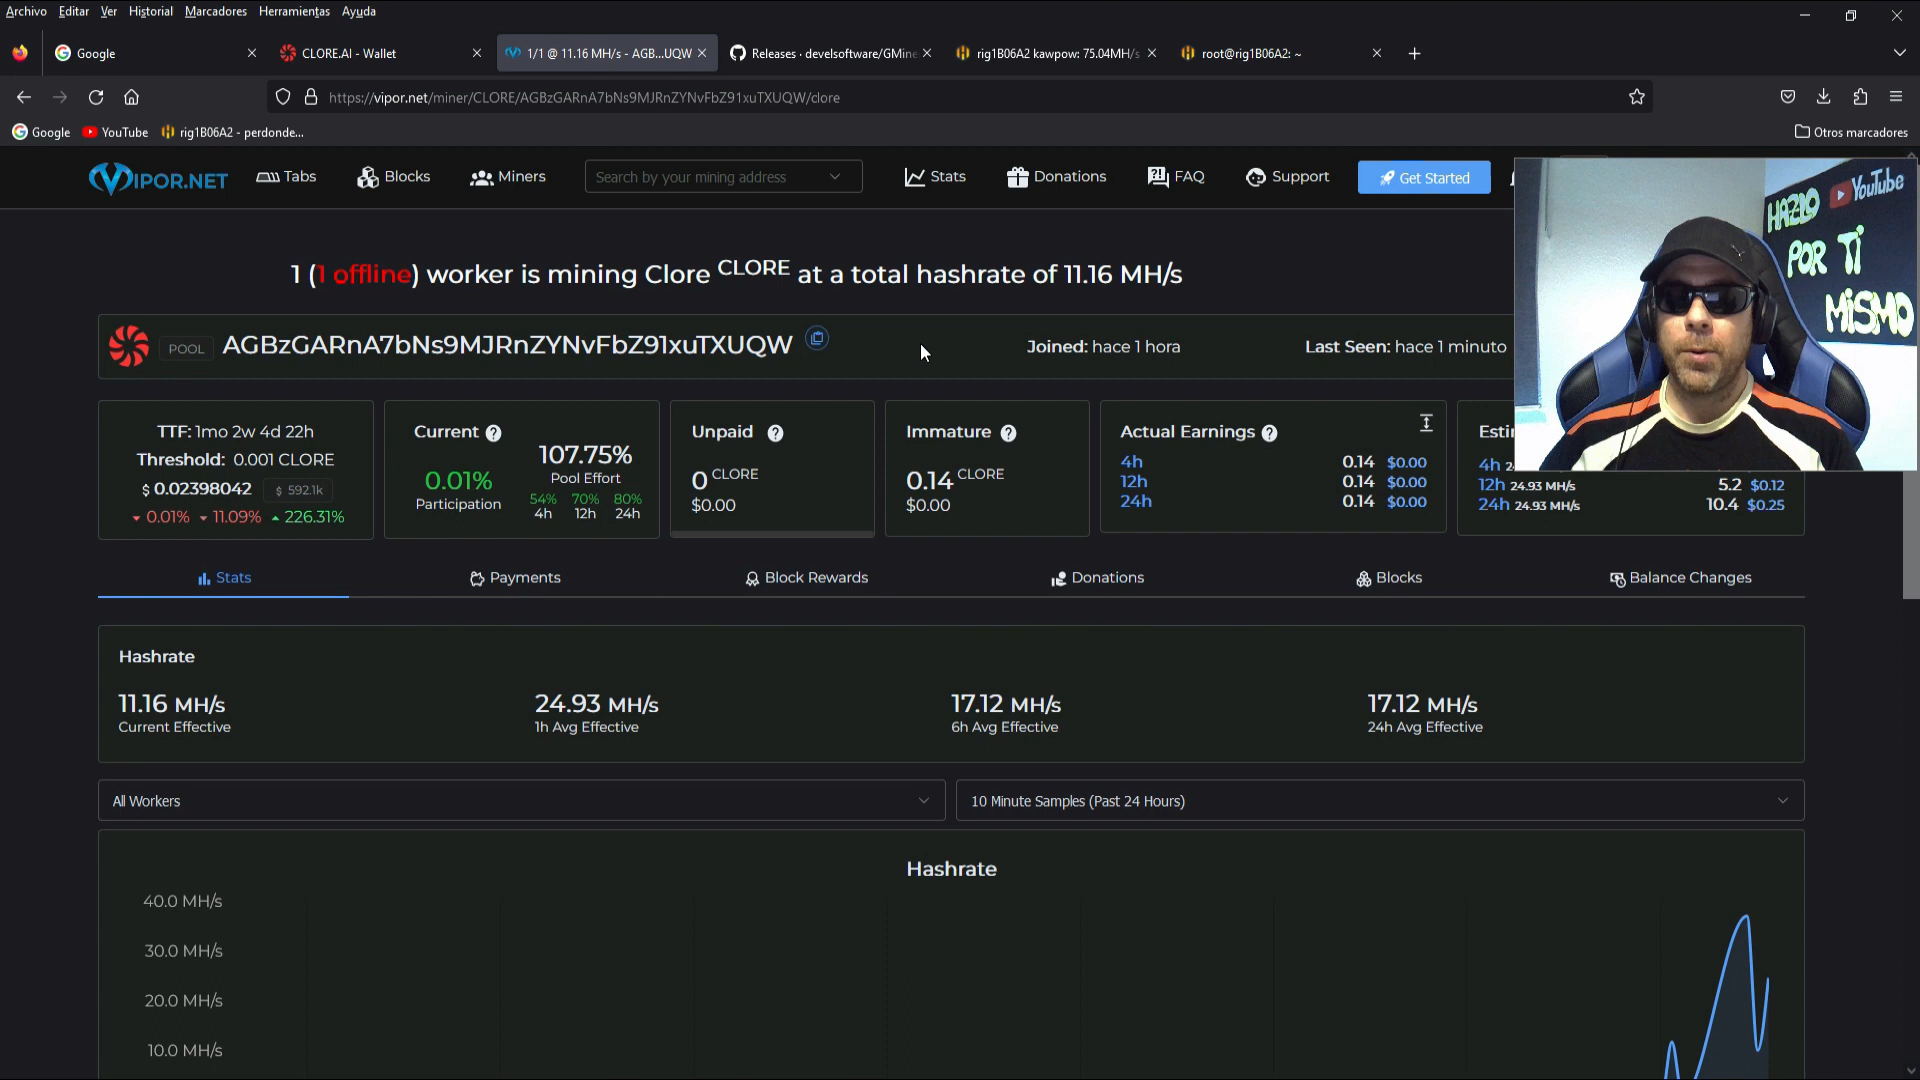 Archivo Editar Ver Historial Marcadores Herramientas Ayuda
Google
CLORE.AI - Wallet
1/1 @ 11.16 MH/s - AGB...UQW
Releases · develsoftware/GMine
rig1B06A2 kawpow: 75.04MH/s
root@rig1B06A2: ~
https://vipor.net/miner/CLORE/AGBzGARnA7bNs9MJRnZYNvFbZ91xuTXUQW/clore
Google YouTube rig1B06A2 - perdonde... Otros marcadores
VIPOR.NET Tabs Blocks Miners Search by your mining address Stats Donations FAQ Support Get Started
HAZLO
YouTube
POR TI
MISMO
1 (1 offline) worker is mining Clore CLORE at a total hashrate of 11.16 MH/s
POOL AGBzGARnA7bNs9MJRnZYNvFbZ91xuTXUQW Joined: hace 1 hora Last Seen: hace 1 minuto
TTF: 1mo 2w 4d 22h
Threshold: 0.001 CLORE
$ 0.02398042 $ 592.1k
0.01% 11.09% 226.31%
Current
0.01%
Participation
107.75%
Pool Effort
54% 70% 80%
4h 12h 24h
Unpaid
0 CLORE
$0.00
Immature
0.14 CLORE
$0.00
Actual Earnings
4h 0.14 $0.00
12h 0.14 $0.00
24h 0.14 $0.00
Esti
4h
12h 24.93 MH/s 5.2 $0.12
24h 24.93 MH/s 10.4 $0.25
Stats Payments Block Rewards Donations Blocks Balance Changes
Hashrate
11.16 MH/s 24.93 MH/s 17.12 MH/s 17.12 MH/s
Current Effective 1h Avg Effective 6h Avg Effective 24h Avg Effective
All Workers 10 Minute Samples (Past 24 Hours)
Hashrate
40.0 MH/s
30.0 MH/s
20.0 MH/s
10.0 MH/s